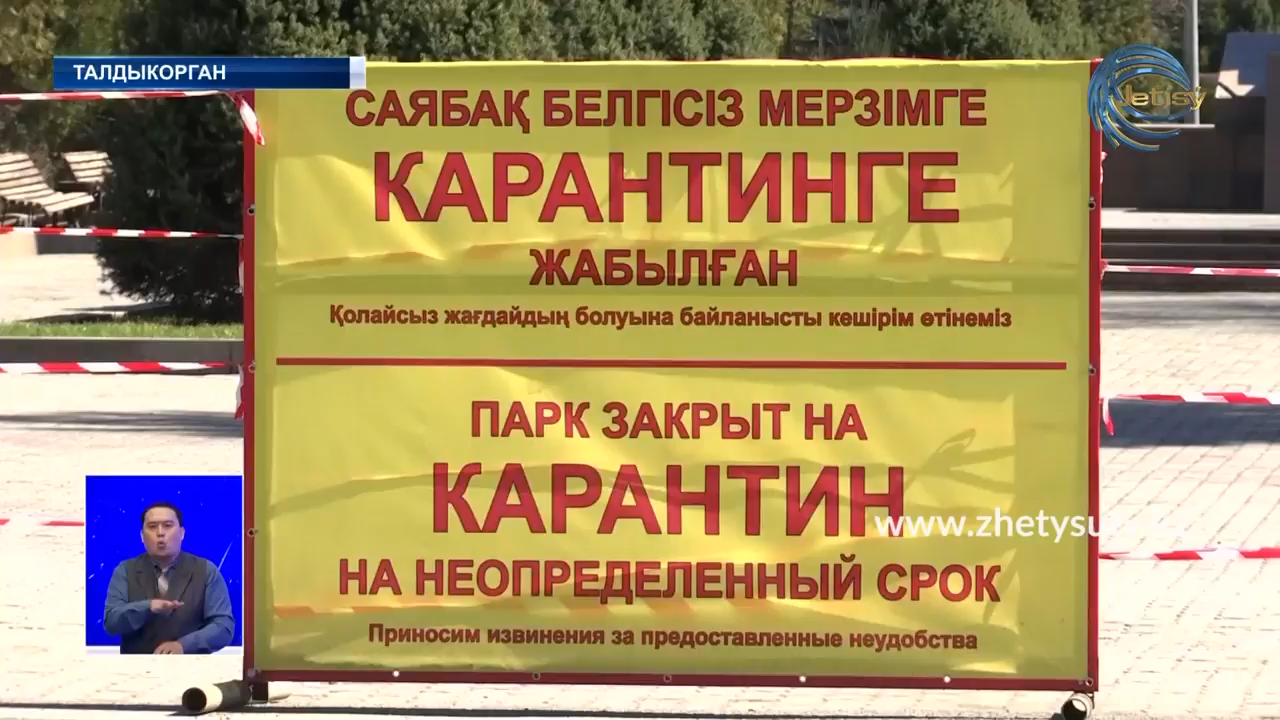 ТАЛДЫКОРГАН
Jetisy
САЯБАҚ БЕЛГІСІЗ МЕРЗІМГЕ
КАРАНТИНГЕ
ЖАБЫЛҒАН
Қолайсыз жағдайдың болуына байланысты кешірім өтінеміз
ПАРК ЗАКРЫТ НА
КАРАНТИН
НА НЕОПРЕДЕЛЕННЫЙ СРОК
Приносим извинения за предоставленные неудобства